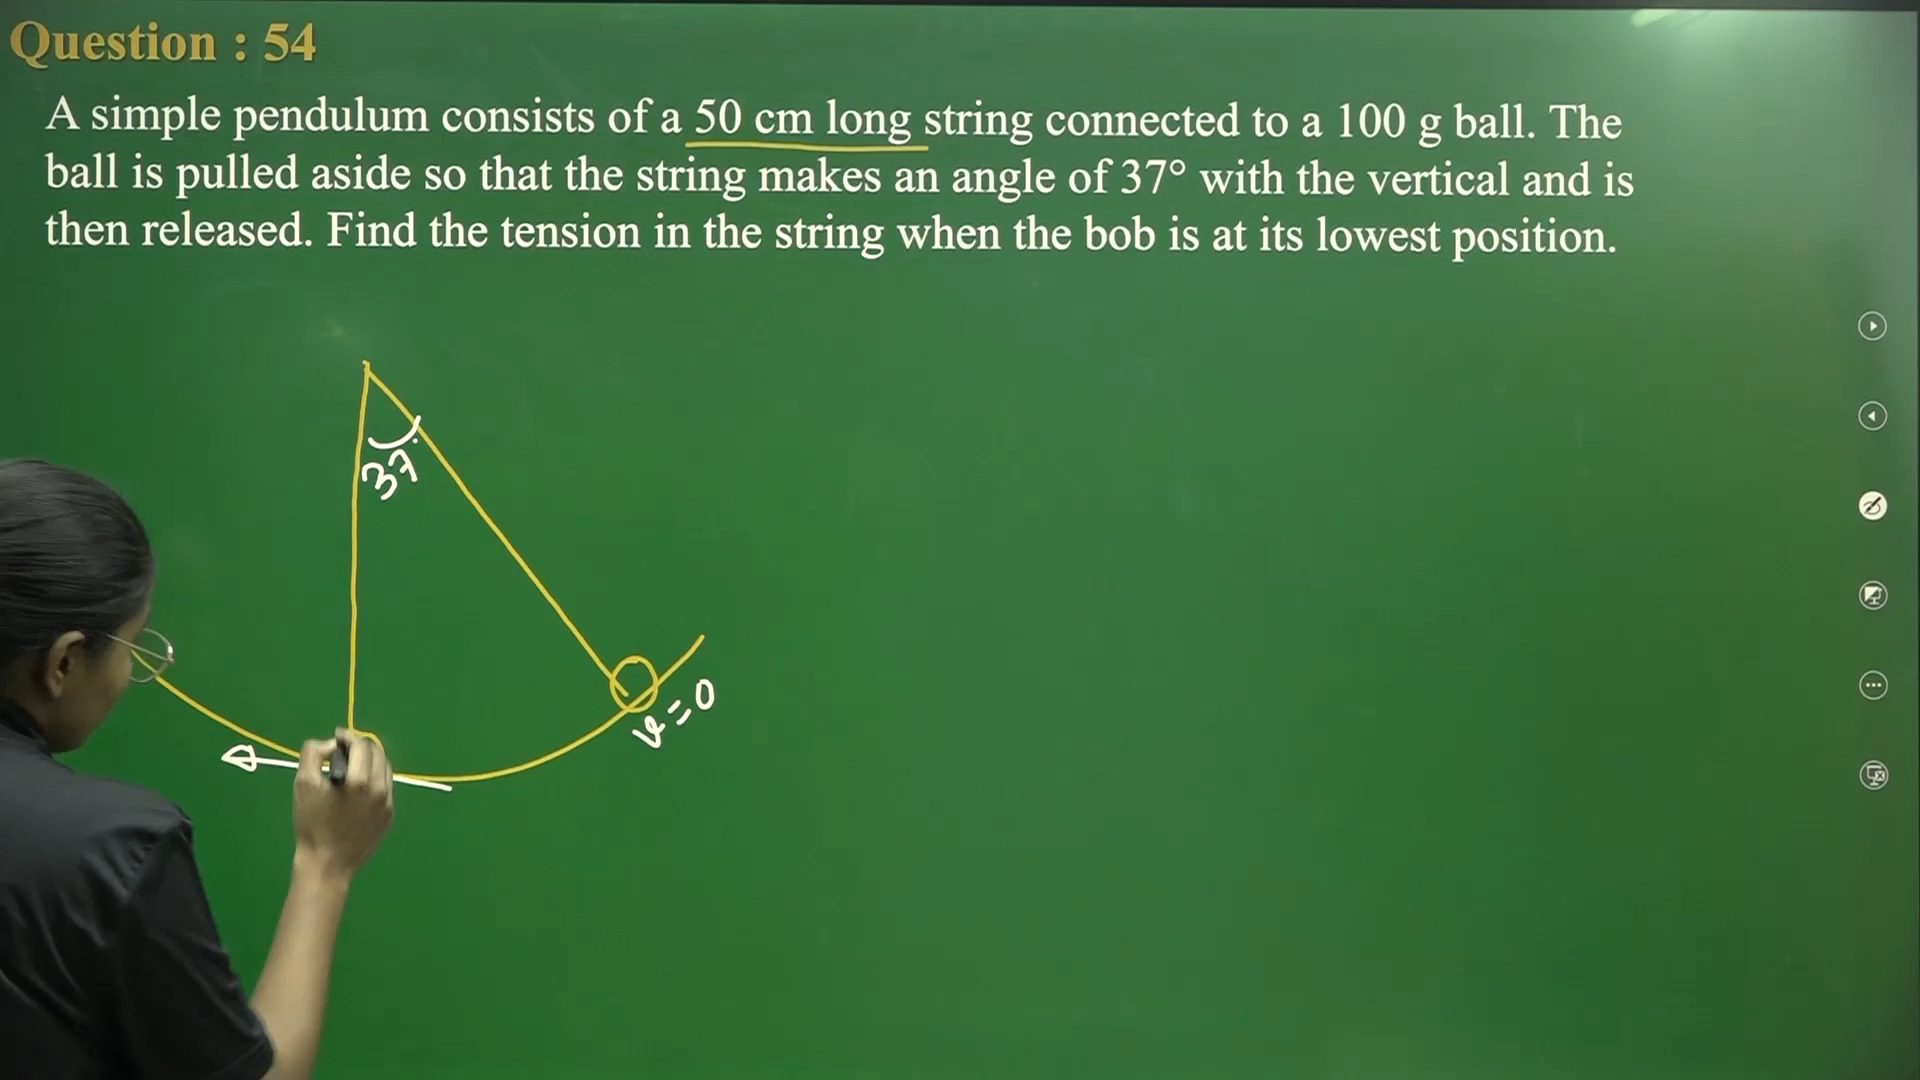 Question : 54
A simple pendulum consists of a 50 cm long string connected to a 100 g ball. The
ball is pulled aside so that the string makes an angle of 37° with the vertical and is
then released. Find the tension in the string when the bob is at its lowest position.
37
v=0